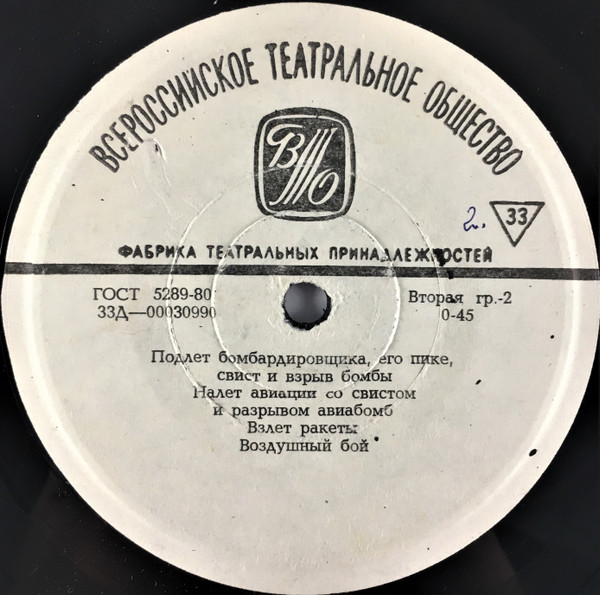 ВСЕРОССИЙСКОЕ ТЕАТРАЛЬНОЕ ОБЩЕСТВО
ВТО
2.
33
ФАБРИКА ТЕАТРАЛЬНЫХ ПРИНАДЛЕЖНОСТЕЙ
ГОСТ 5289-80
33Д—00030990
Вторая гр.-2
0-45
Подлет бомбардировщика, его пике,
свист и взрыв бомбы
Налет авиации со свистом
и разрывом авиабомб
Взлет ракеты
Воздушный бой